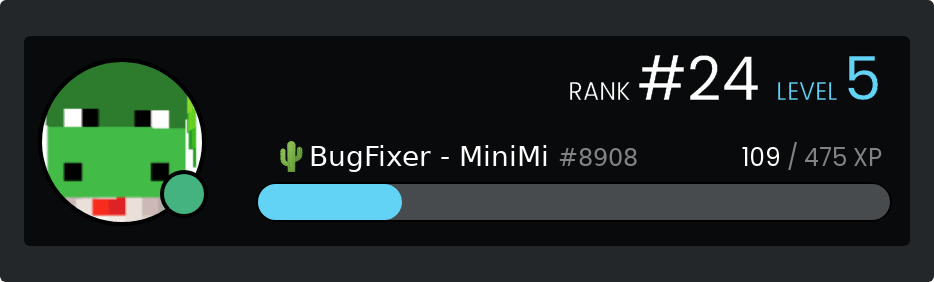 RANK #24 LEVEL 5
🌵BugFixer - MiniMi #8908 109 / 475 XP